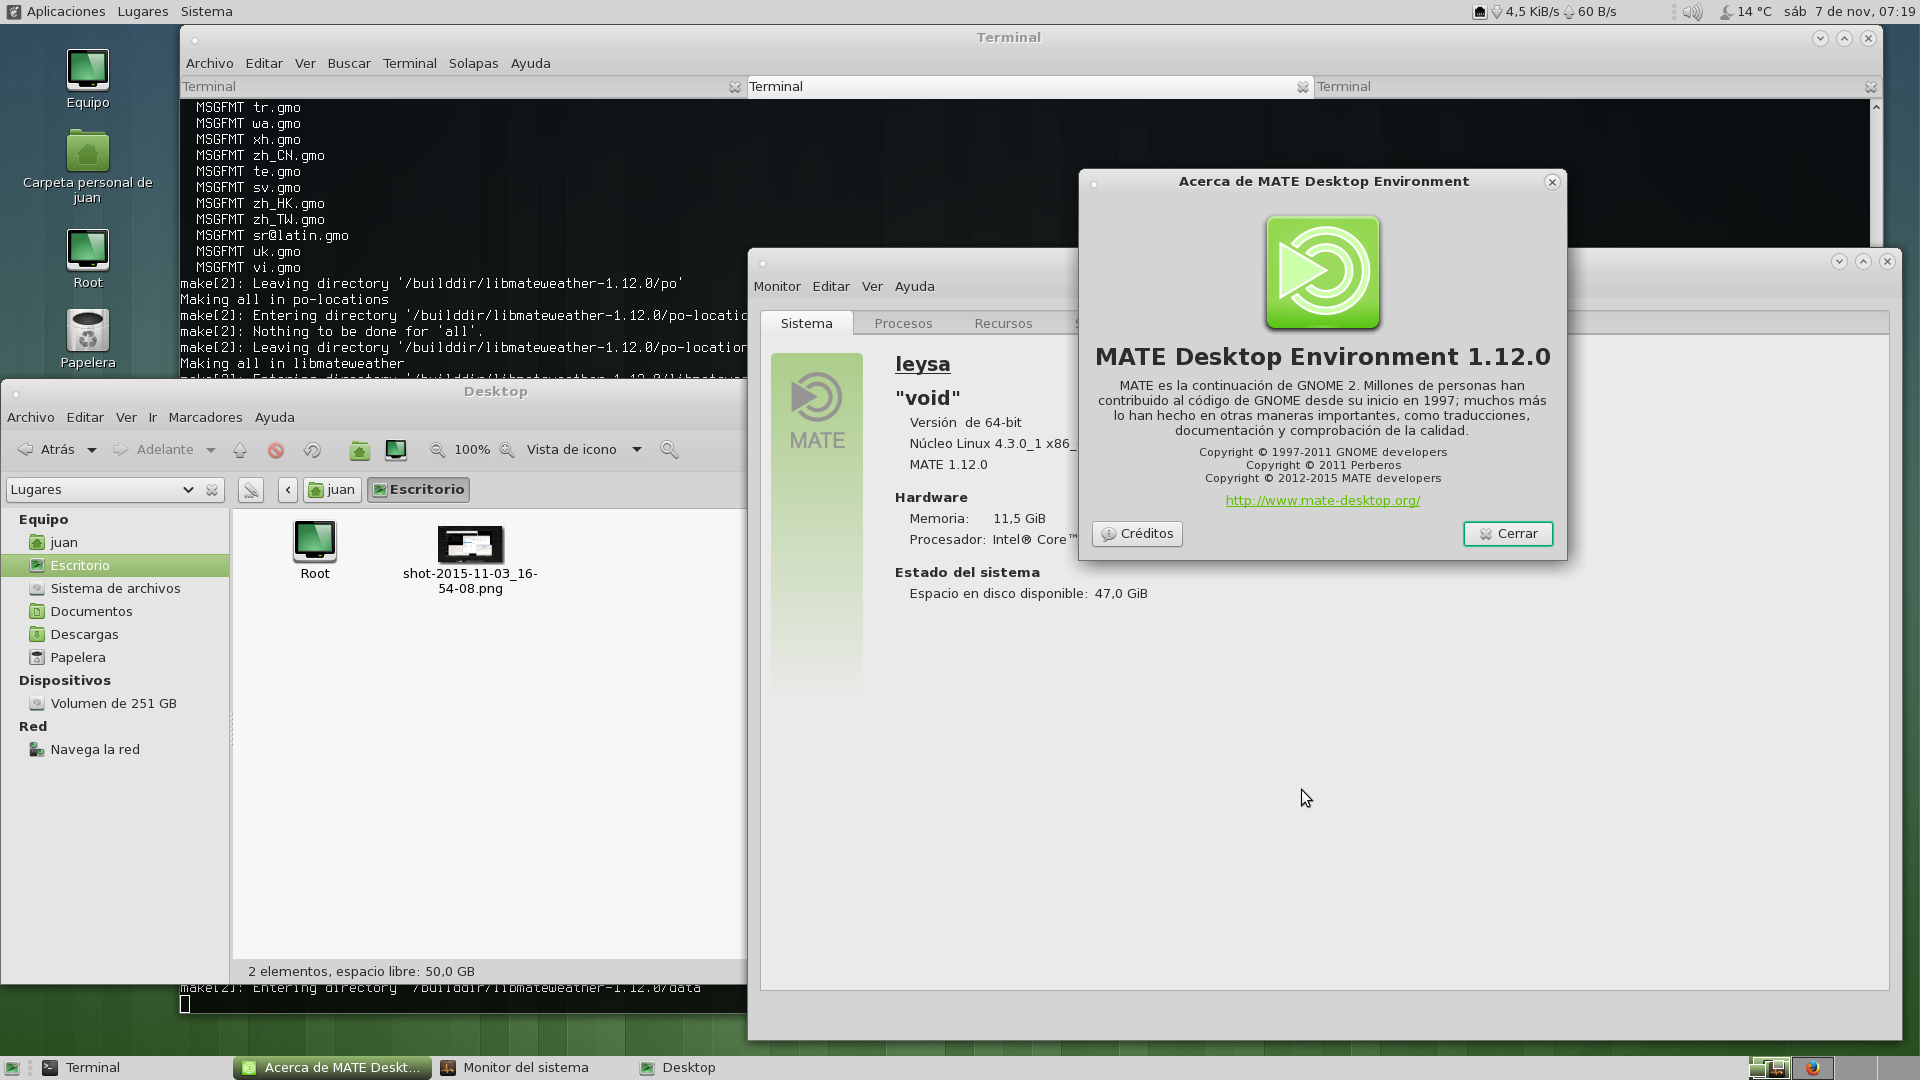 Aplicaciones Lugares Sistema
4,5 KiB/s 60 B/s 14 °C sáb 7 de nov, 07:19
Equipo
Carpeta personal de
juan
Root
Papelera
Terminal
Archivo Editar Ver Buscar Terminal Solapas Ayuda
Terminal Terminal Terminal
MSGFMT tr.gmo
MSGFMT wa.gmo
MSGFMT xh.gmo
MSGFMT zh_CN.gmo
MSGFMT te.gmo
MSGFMT sv.gmo
MSGFMT zh_HK.gmo
MSGFMT zh_TW.gmo
MSGFMT sr@latin.gmo
MSGFMT uk.gmo
MSGFMT vi.gmo
make[2]: Leaving directory '/builddir/libmateweather-1.12.0/po'
Making all in po-locations
make[2]: Entering directory '/builddir/libmateweather-1.12.0/po-locatio
make[2]: Nothing to be done for 'all'.
make[2]: Leaving directory '/builddir/libmateweather-1.12.0/po-location
Making all in libmateweather
make[2]: Entering directory '/builddir/libmateweather-1.12.0/data
Desktop
Archivo Editar Ver Ir Marcadores Ayuda
Atrás Adelante 100% Vista de icono
Lugares juan Escritorio
Equipo
juan
Escritorio
Sistema de archivos
Documentos
Descargas
Papelera
Dispositivos
Volumen de 251 GB
Red
Navega la red
Root
shot-2015-11-03_16-
54-08.png
2 elementos, espacio libre: 50,0 GB
Monitor Editar Ver Ayuda
Sistema Procesos Recursos
MATE
leysa
"void"
Versión de 64-bit
Núcleo Linux 4.3.0_1 x86_
MATE 1.12.0
Hardware
Memoria: 11,5 GiB
Procesador: Intel® Core™
Estado del sistema
Espacio en disco disponible: 47,0 GiB
Acerca de MATE Desktop Environment
MATE Desktop Environment 1.12.0
MATE es la continuación de GNOME 2. Millones de personas han
contribuido al código de GNOME desde su inicio en 1997; muchos más
lo han hecho en otras maneras importantes, como traducciones,
documentación y comprobación de la calidad.
Copyright © 1997-2011 GNOME developers
Copyright © 2011 Perberos
Copyright © 2012-2015 MATE developers
http://www.mate-desktop.org/
Créditos Cerrar
Terminal Acerca de MATE Deskt... Monitor del sistema Desktop